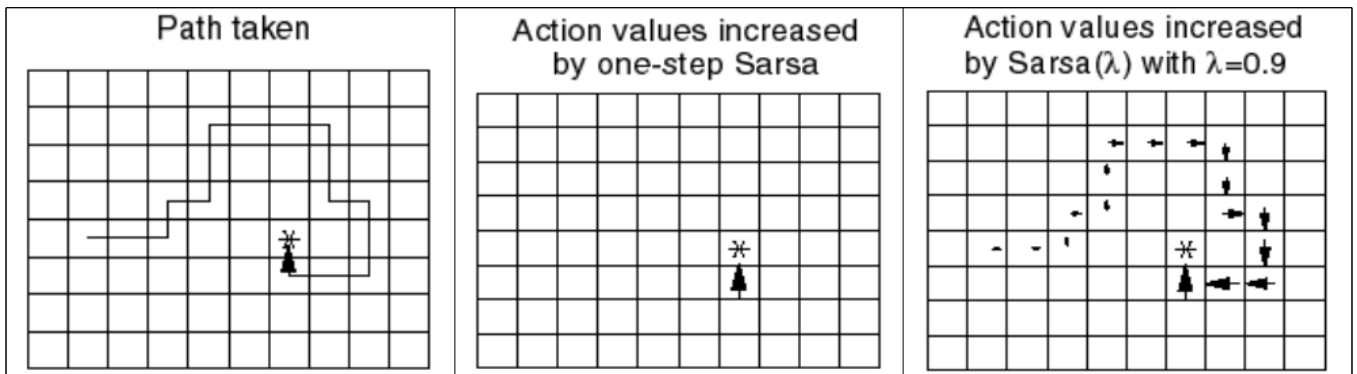 Path taken
Action values increased
by one-step Sarsa
Action values increased
by Sarsa(λ) with λ=0.9